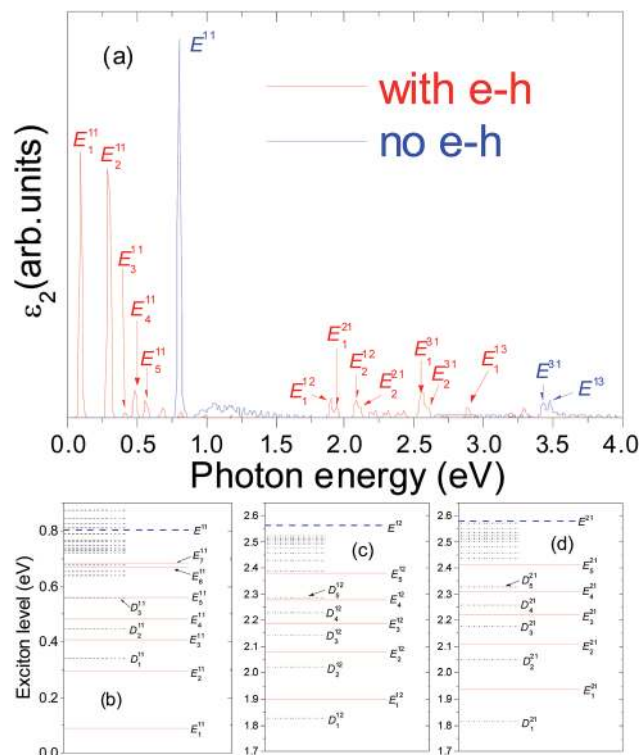 (a)
E^11
with e-h
no e-h
ε_2(arb.units)
E_1^11
E_2^11
E_3^11
E_4^11
E_5^11
E_1^12
E_1^21
E_2^12
E_2^21
E_1^31
E_2^31
E_1^13
E^31
E^13
0.0 0.5 1.0 1.5 2.0 2.5 3.0 3.5 4.0
Photon energy (eV)
Exciton level (eV)
0.8
0.6
0.4
0.2
0.0
E^11
E_7^11
E_6^11
E_5^11
D_3^11
E_4^11
D_2^11
E_3^11
D_1^11
E_2^11
(b)
E_1^11
2.6
2.5
2.4
2.3
2.2
2.1
2.0
1.9
1.8
1.7
E^12
(c)
E_5^12
D_5^12
E_4^12
D_4^12
E_3^12
D_3^12
E_2^12
D_2^12
E_1^12
D_1^12
2.6
2.5
2.4
2.3
2.2
2.1
2.0
1.9
1.8
1.7
E^21
(d)
E_5^21
D_5^21
E_4^21
D_4^21
E_3^21
D_3^21
E_2^21
D_2^21
E_1^21
D_1^21